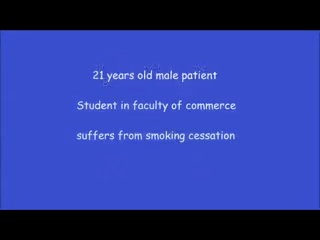 21 years old male patient
Student in faculty of commerce
suffers from smoking cessation